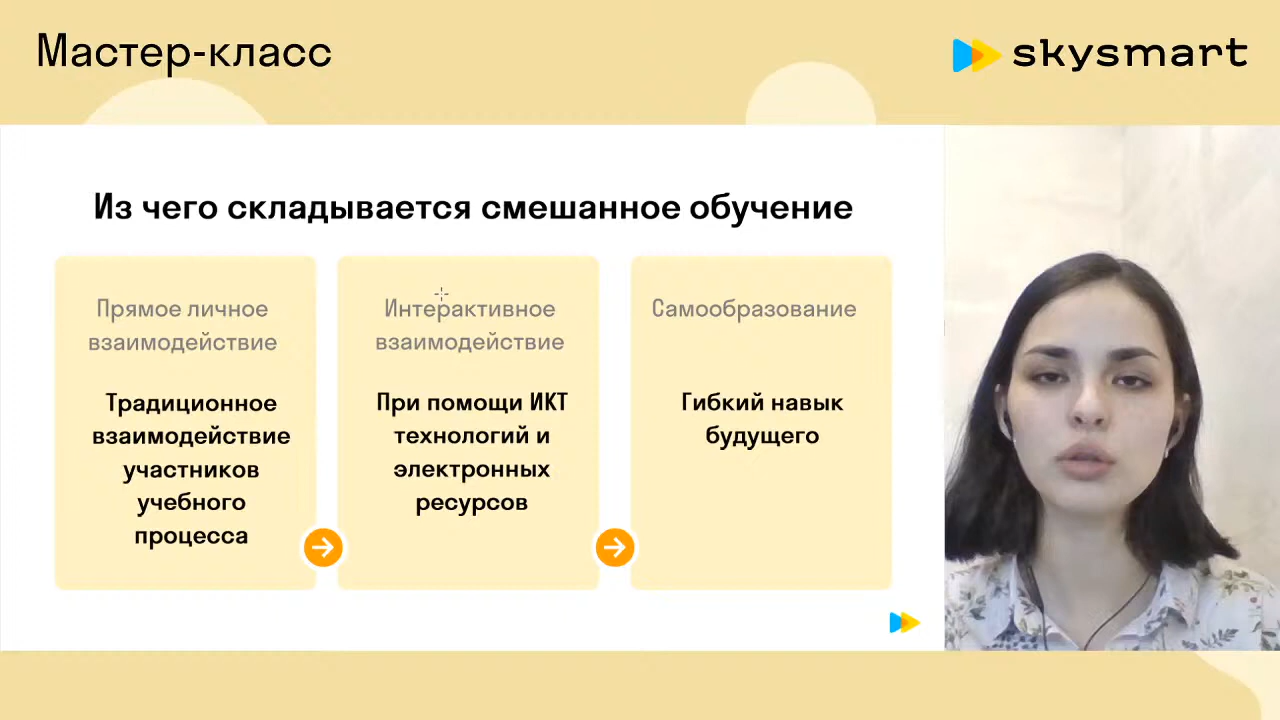 Мастер-класс
skysmart
Из чего складывается смешанное обучение
Прямое личное
взаимодействие
Традиционное
взаимодействие
участников
учебного
процесса
Интерактивное
взаимодействие
При помощи ИКТ
технологий и
электронных
ресурсов
Самообразование
Гибкий навык
будущего